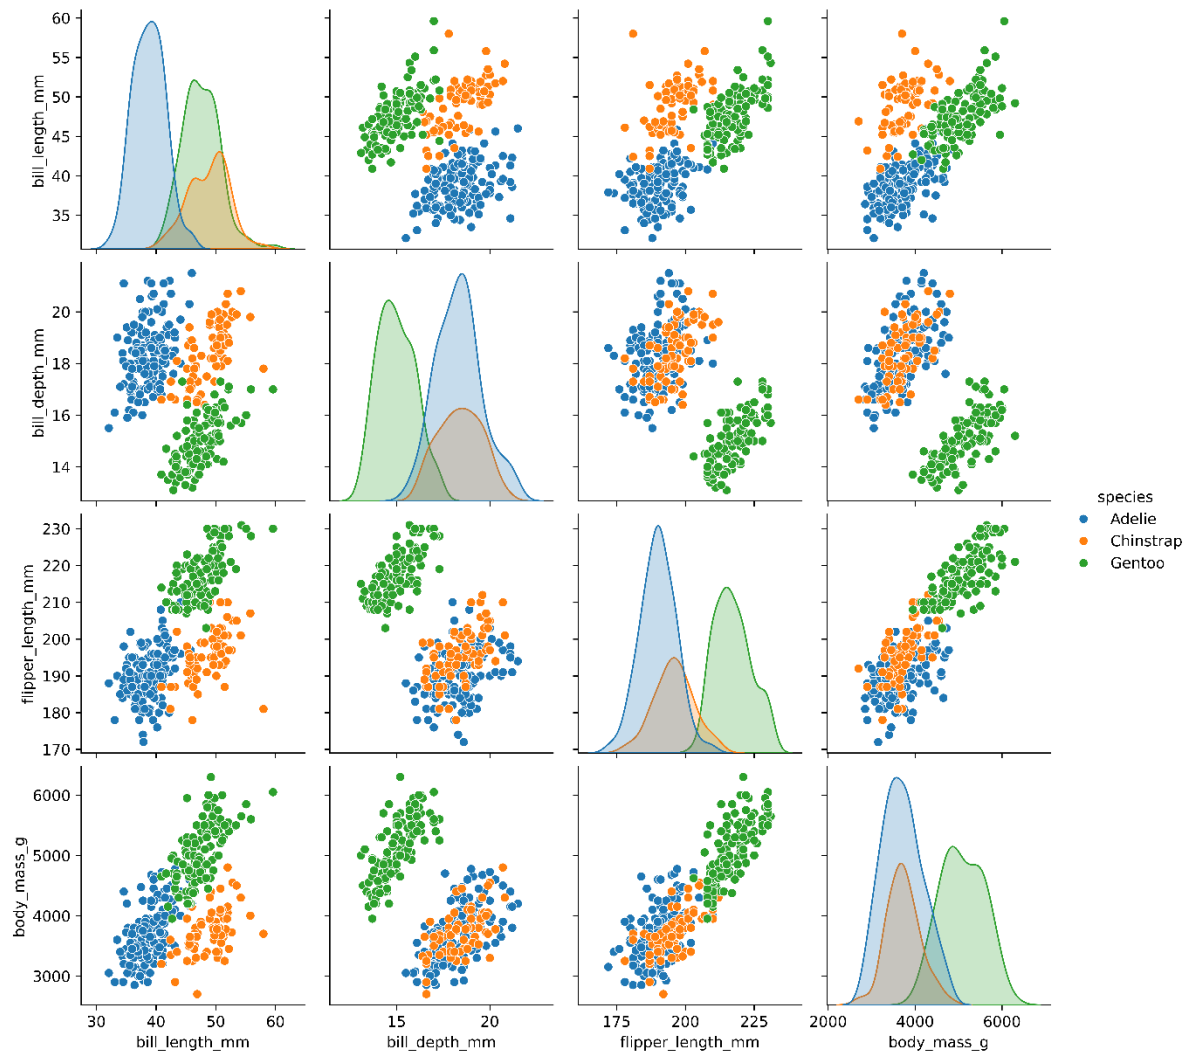 60
55
50
45
40
35
bill_length_mm
20
18
16
14
bill_depth_mm
230
220
210
200
190
180
170
flipper_length_mm
6000
5000
4000
3000
body_mass_g
30 40 50 60
bill_length_mm
15 20
bill_depth_mm
175 200 225
flipper_length_mm
2000 4000 6000
body_mass_g
species
Adelie
Chinstrap
Gentoo